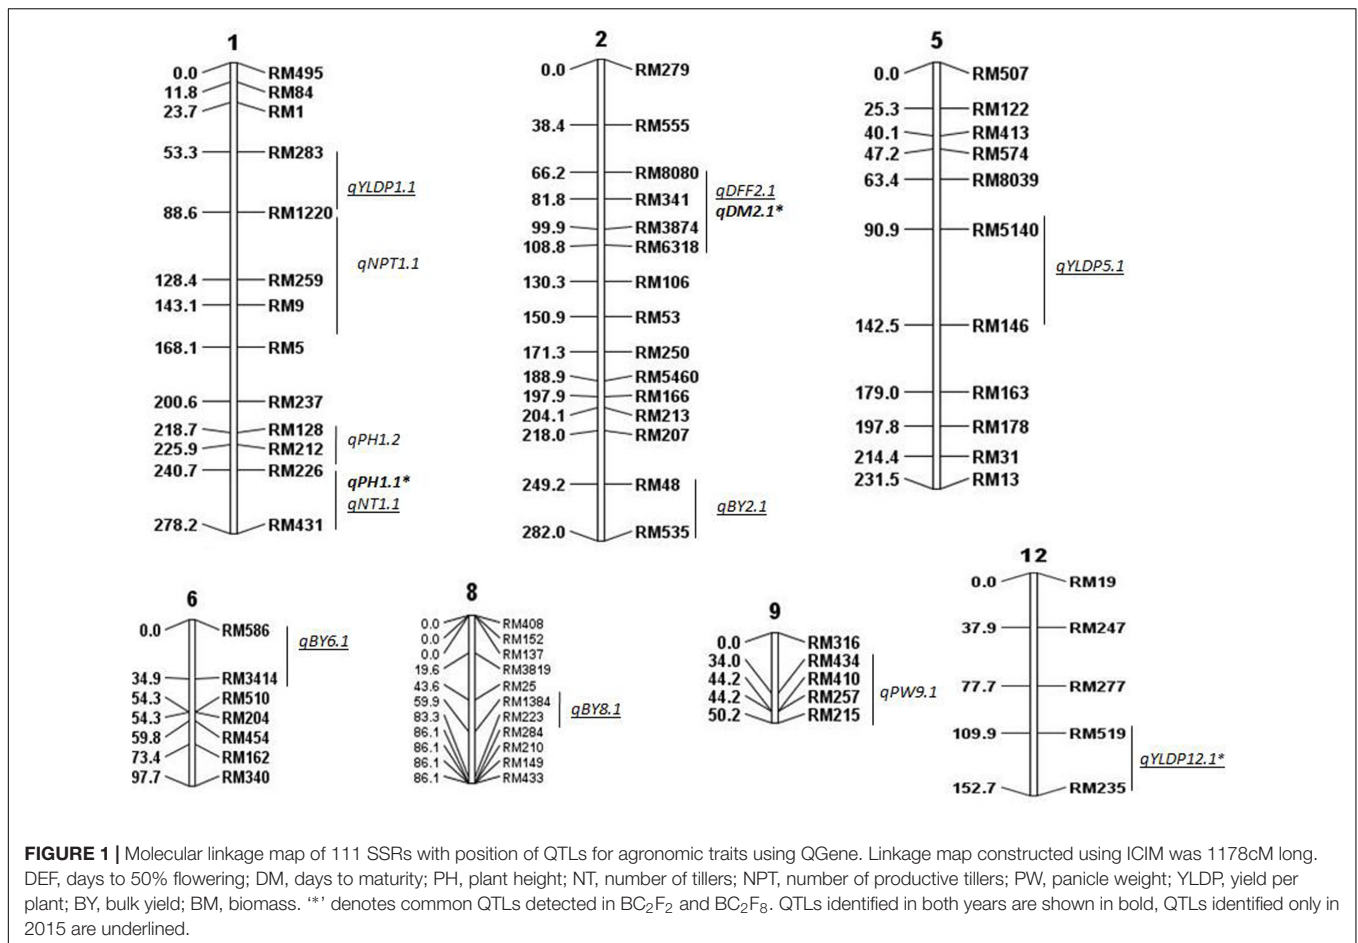 1
0.0 RM495
11.8 RM84
23.7 RM1
53.3 RM283
qYLDP1.1
88.6 RM1220
qNPT1.1
128.4 RM259
143.1 RM9
168.1 RM5
200.6 RM237
218.7 RM128
qPH1.2
225.9 RM212
240.7 RM226
qPH1.1*
qNT1.1
278.2 RM431
2
0.0 RM279
38.4 RM555
66.2 RM8080
qDFF2.1
81.8 RM341
qDM2.1*
99.9 RM3874
108.8 RM6318
130.3 RM106
150.9 RM53
171.3 RM250
188.9 RM5460
197.9 RM166
204.1 RM213
218.0 RM207
249.2 RM48
qBY2.1
282.0 RM535
5
0.0 RM507
25.3 RM122
40.1 RM413
47.2 RM574
63.4 RM8039
90.9 RM5140
qYLDP5.1
142.5 RM146
179.0 RM163
197.8 RM178
214.4 RM31
231.5 RM13
6
0.0 RM586
qBY6.1
34.9 RM3414
54.3 RM510
54.3 RM204
59.8 RM454
73.4 RM162
97.7 RM340
8
0.0 RM408
0.0 RM152
0.0 RM137
19.6 RM3819
43.6 RM25
59.9 RM1384
qBY8.1
83.3 RM223
86.1 RM284
86.1 RM210
86.1 RM149
86.1 RM433
9
0.0 RM316
34.0 RM434
44.2 RM410
qPW9.1
44.2 RM257
50.2 RM215
12
0.0 RM19
37.9 RM247
77.7 RM277
109.9 RM519
qYLDP12.1*
152.7 RM235
FIGURE 1 | Molecular linkage map of 111 SSRs with position of QTLs for agronomic traits using QGene. Linkage map constructed using ICIM was 1178cM long.
DEF, days to 50% flowering; DM, days to maturity; PH, plant height; NT, number of tillers; NPT, number of productive tillers; PW, panicle weight; YLDP, yield per
plant; BY, bulk yield; BM, biomass. ‘*’ denotes common QTLs detected in BC2F2 and BC2F8. QTLs identified in both years are shown in bold, QTLs identified only in
2015 are underlined.